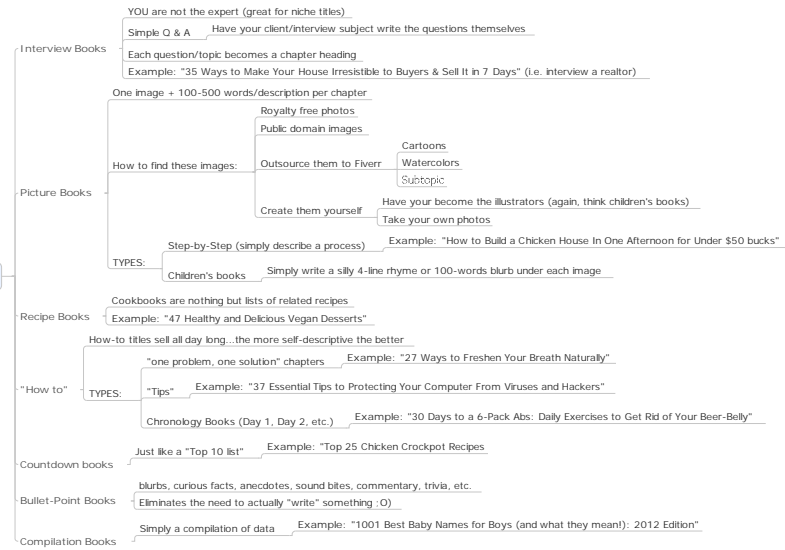 Interview Books
YOU are not the expert (great for niche titles)
Simple Q & A
Have your client/interview subject write the questions themselves
Each question/topic becomes a chapter heading
Example: "35 Ways to Make Your House Irresistible to Buyers & Sell It in 7 Days" (i.e. interview a realtor)
Picture Books
One image + 100-500 words/description per chapter
How to find these images:
Royalty free photos
Public domain images
Outsource them to Fiverr
Cartoons
Watercolors
Subtopic
Create them yourself
Have your become the illustrators (again, think children's books)
Take your own photos
TYPES:
Step-by-Step (simply describe a process)
Example: "How to Build a Chicken House In One Afternoon for Under $50 bucks"
Children's books
Simply write a silly 4-line rhyme or 100-words blurb under each image
Recipe Books
Cookbooks are nothing but lists of related recipes
Example: "47 Healthy and Delicious Vegan Desserts"
"How to"
How-to titles sell all day long...the more self-descriptive the better
TYPES:
"one problem, one solution" chapters
Example: "27 Ways to Freshen Your Breath Naturally"
"Tips"
Example: "37 Essential Tips to Protecting Your Computer From Viruses and Hackers"
Chronology Books (Day 1, Day 2, etc.)
Example: "30 Days to a 6-Pack Abs: Daily Exercises to Get Rid of Your Beer-Belly"
Countdown books
Just like a "Top 10 list"
Example: "Top 25 Chicken Crockpot Recipes
Bullet-Point Books
blurbs, curious facts, anecdotes, sound bites, commentary, trivia, etc.
Eliminates the need to actually "write" something :O)
Compilation Books
Simply a compilation of data
Example: "1001 Best Baby Names for Boys (and what they mean!): 2012 Edition"